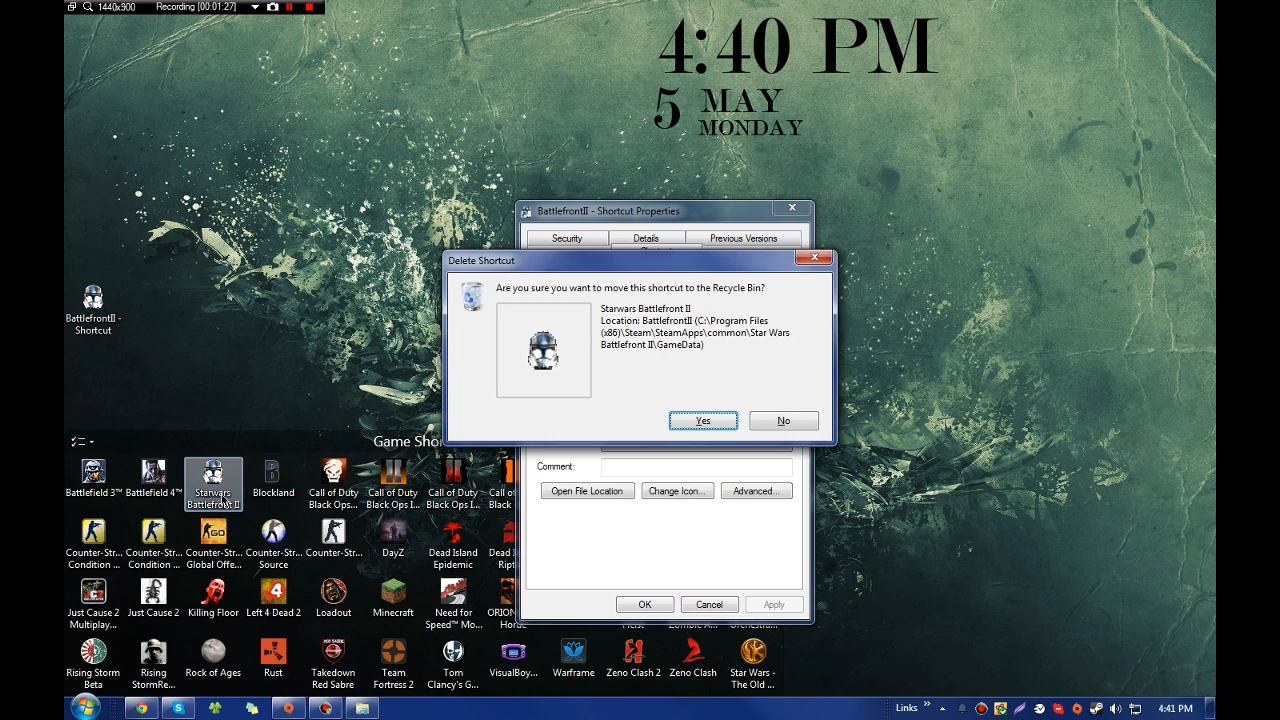 1440x900
Recording [00:01:27]
4:40 PM
5 MAY
MONDAY
BattlefrontII - Shortcut Properties
Security
Details
Previous Versions
Delete Shortcut
Are you sure you want to move this shortcut to the Recycle Bin?
Starwars Battlefront II
Location: BattlefrontII (C:\Program Files
(x86)\Steam\SteamApps\common\Star Wars
Battlefront II\GameData)
Yes
No
BattlefrontII -
Shortcut
Game Shor
Comment:
Open File Location
Change Icon...
Advanced...
OK
Cancel
Apply
Battlefield 3™
Battlefield 4™
Starwars
Battlefront II
Blockland
Call of Duty
Black Ops...
Call of Duty
Black Ops I...
Call of Duty
Black Ops I...
Call of
Black
Counter-Str...
Condition ...
Counter-Str...
Condition ...
Counter-Str...
Global Offe...
Counter-Str...
Source
Counter-Str...
DayZ
Dead Island
Epidemic
Dead I
Ript
Just Cause 2
Multiplay...
Just Cause 2
Killing Floor
Left 4 Dead 2
Loadout
Minecraft
Need for
Speed™ Mo...
ORION
Horde
Rising Storm
Beta
Rising
StormRe...
Rock of Ages
Rust
Takedown
Red Sabre
Team
Fortress 2
Tom
Clancy's G...
VisualBoy...
Warframe
Zeno Clash 2
Zeno Clash
Star Wars -
The Old ...
Links
4:41 PM